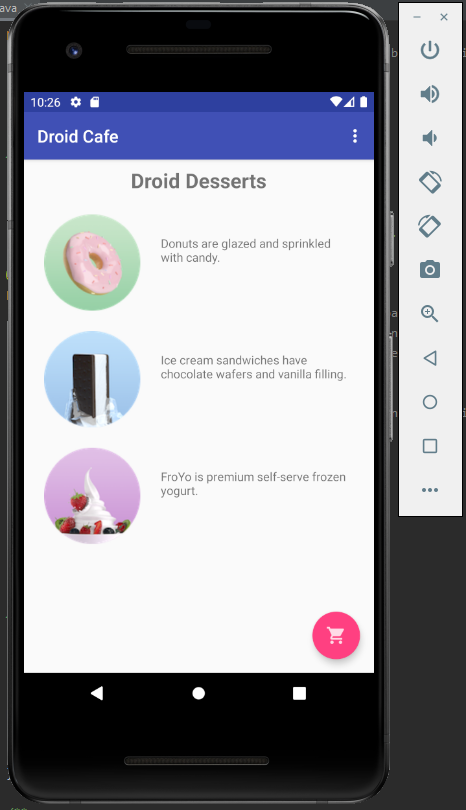 ava
10:26
Droid Cafe
Droid Desserts
Donuts are glazed and sprinkled
with candy.
Ice cream sandwiches have
chocolate wafers and vanilla filling.
FroYo is premium self-serve frozen
yogurt.